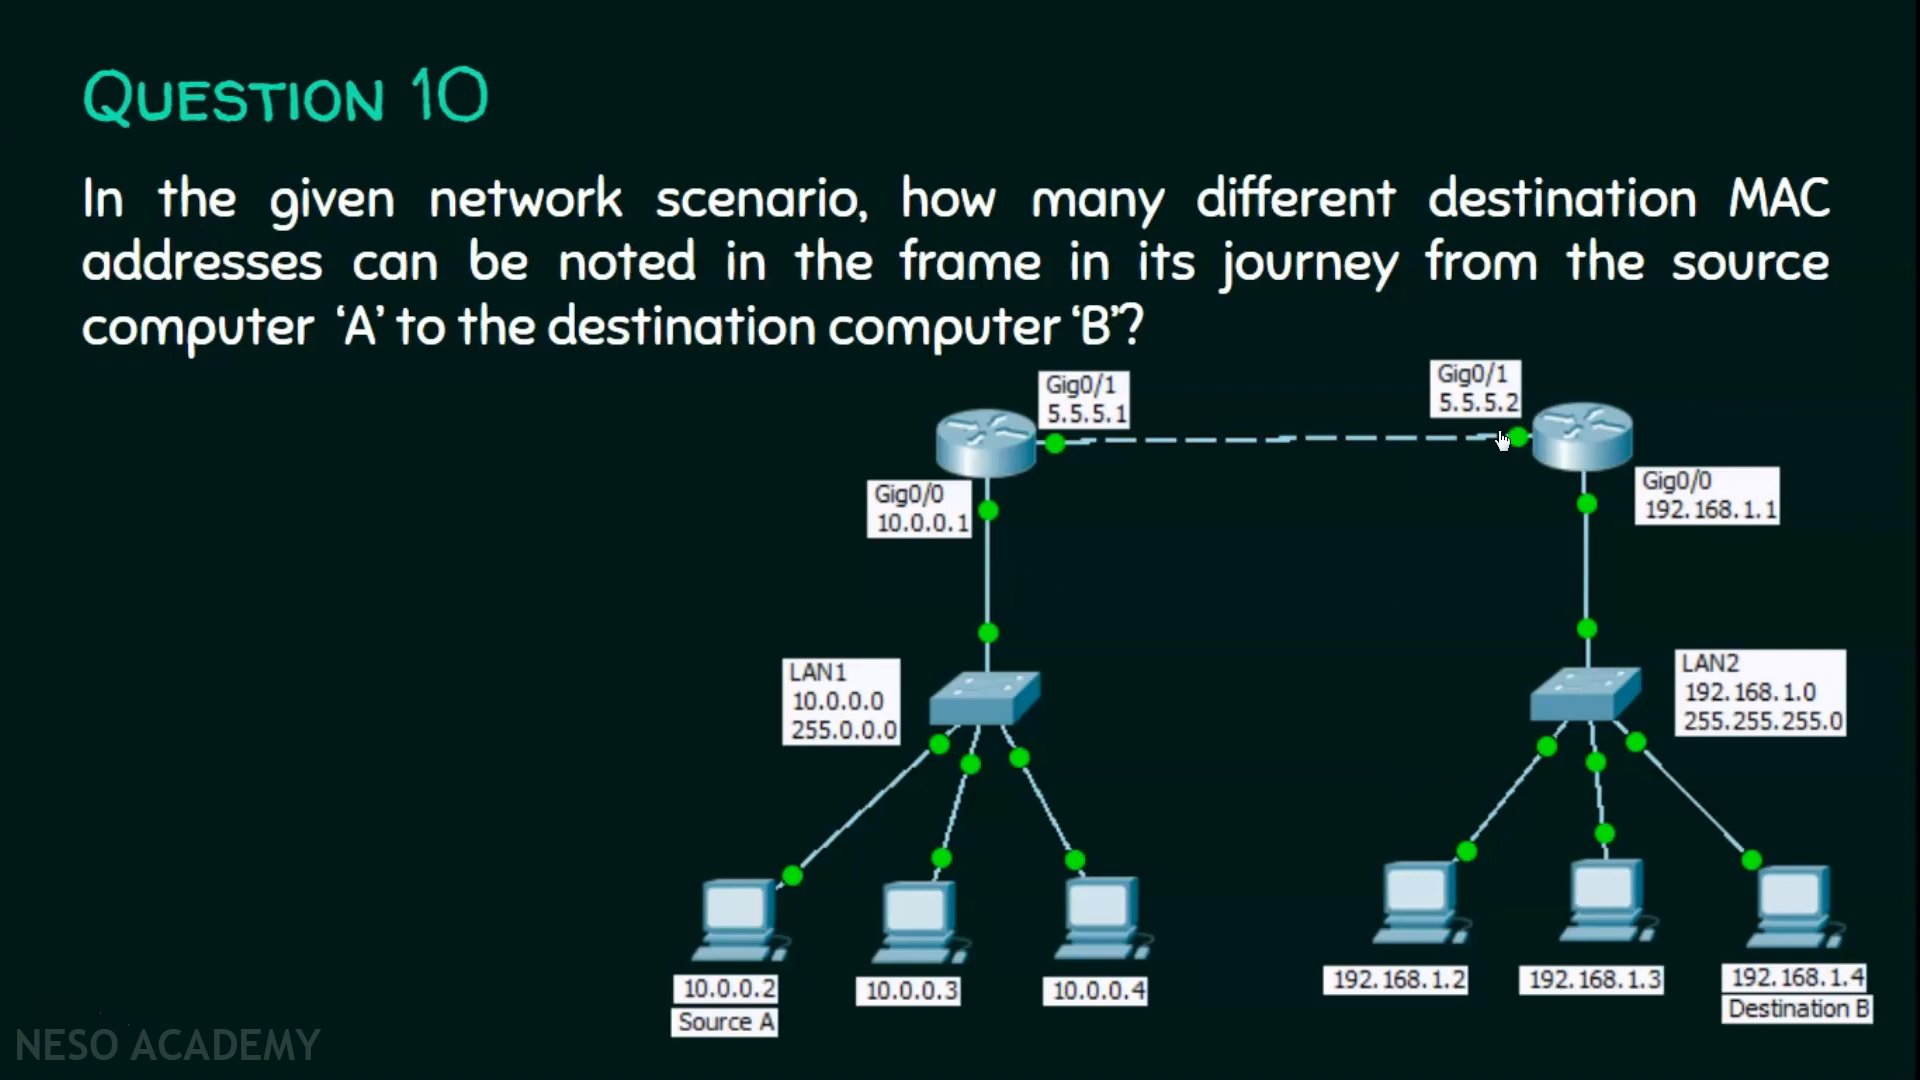 QUESTION 10
In the given network scenario, how many different destination MAC
addresses can be noted in the frame in its journey from the source
computer ‘A’ to the destination computer ‘B’?
Gig0/1
5.5.5.1
Gig0/1
5.5.5.2
Gig0/0
10.0.0.1
Gig0/0
192.168.1.1
LAN1
10.0.0.0
255.0.0.0
LAN2
192.168.1.0
255.255.255.0
10.0.0.2
Source A
10.0.0.3
10.0.0.4
192.168.1.2
192.168.1.3
192.168.1.4
Destination B
NESO ACADEMY